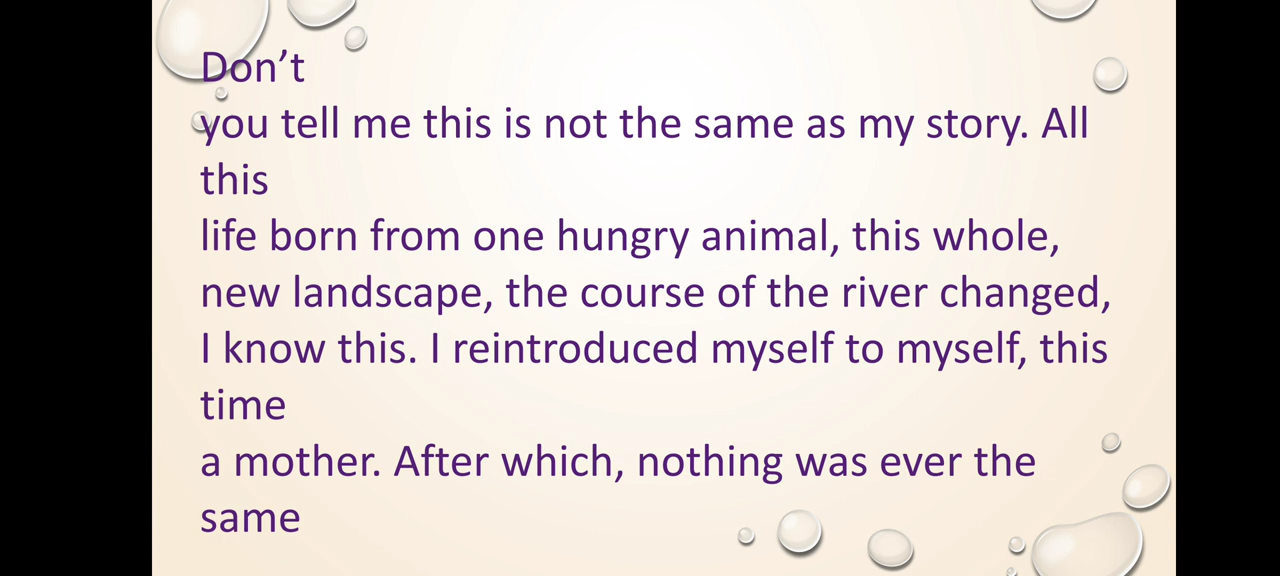 Don’t
you tell me this is not the same as my story. All
this
life born from one hungry animal, this whole,
new landscape, the course of the river changed,
I know this. I reintroduced myself to myself, this
time
a mother. After which, nothing was ever the
same